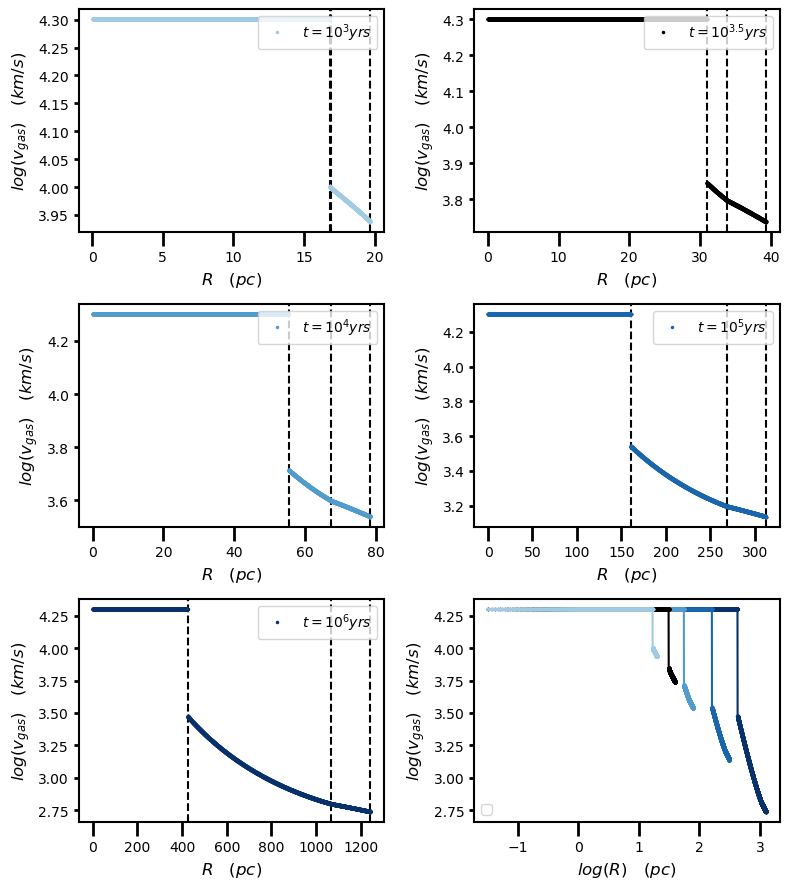 4.30
4.25
4.20
4.15
4.10
4.05
4.00
3.95
log(v_gas) (km/s)
t = 10^3 yrs
0 5 10 15 20
R (pc)
4.3
4.2
4.1
4.0
3.9
3.8
log(v_gas) (km/s)
t = 10^3.5 yrs
0 10 20 30 40
R (pc)
4.2
4.0
3.8
3.6
log(v_gas) (km/s)
t = 10^4 yrs
0 20 40 60 80
R (pc)
4.2
4.0
3.8
3.6
3.4
3.2
log(v_gas) (km/s)
t = 10^5 yrs
0 50 100 150 200 250 300
R (pc)
4.25
4.00
3.75
3.50
3.25
3.00
2.75
log(v_gas) (km/s)
t = 10^6 yrs
0 200 400 600 800 1000 1200
R (pc)
4.25
4.00
3.75
3.50
3.25
3.00
2.75
log(v_gas) (km/s)
−1 0 1 2 3
log(R) (pc)